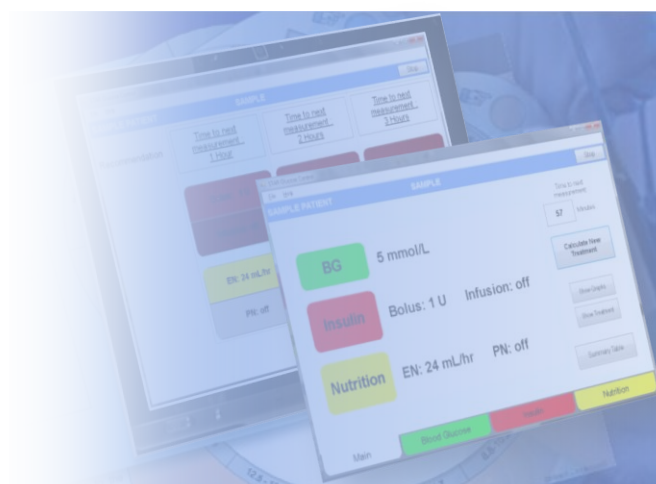 SAMPLE
Stop
Time to next
measurement...
1 Hour
Time to next
measurement...
2 Hours
Time to next
measurement...
3 Hours
EN: 24 mL/hr
PN: off
SAMPLE PATIENT
SAMPLE
Stop
Time to next
measurement
57
Minutes
BG
5 mmol/L
Calculate New
Treatment
Insulin
Bolus: 1 U
Infusion: off
Show Graphs
Show Treatment
Nutrition
EN: 24 mL/hr
PN: off
Summary Table
Main
Blood Glucose
Insulin
Nutrition